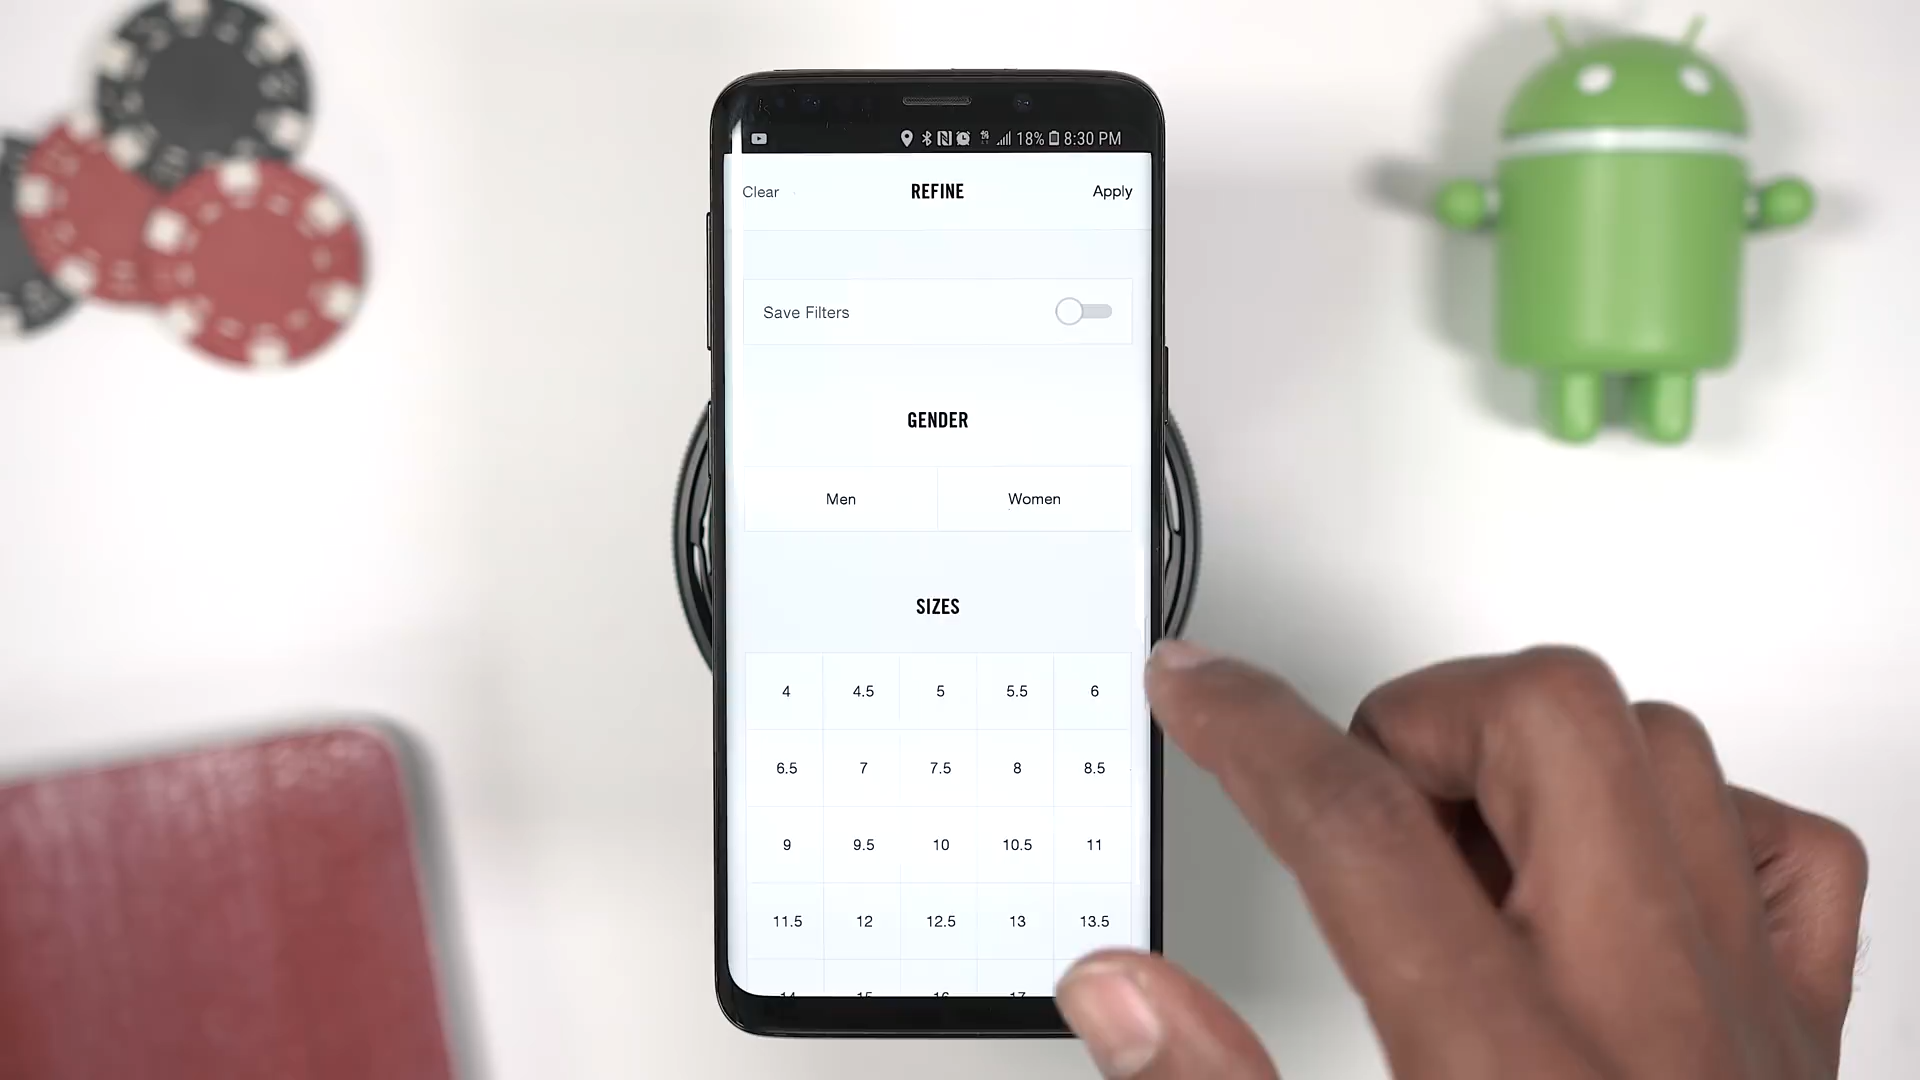 18% 8:30 PM
Clear REFINE Apply
Save Filters
GENDER
Men Women
SIZES
4 4.5 5 5.5 6
6.5 7 7.5 8 8.5
9 9.5 10 10.5 11
11.5 12 12.5 13 13.5
14 15 16 17